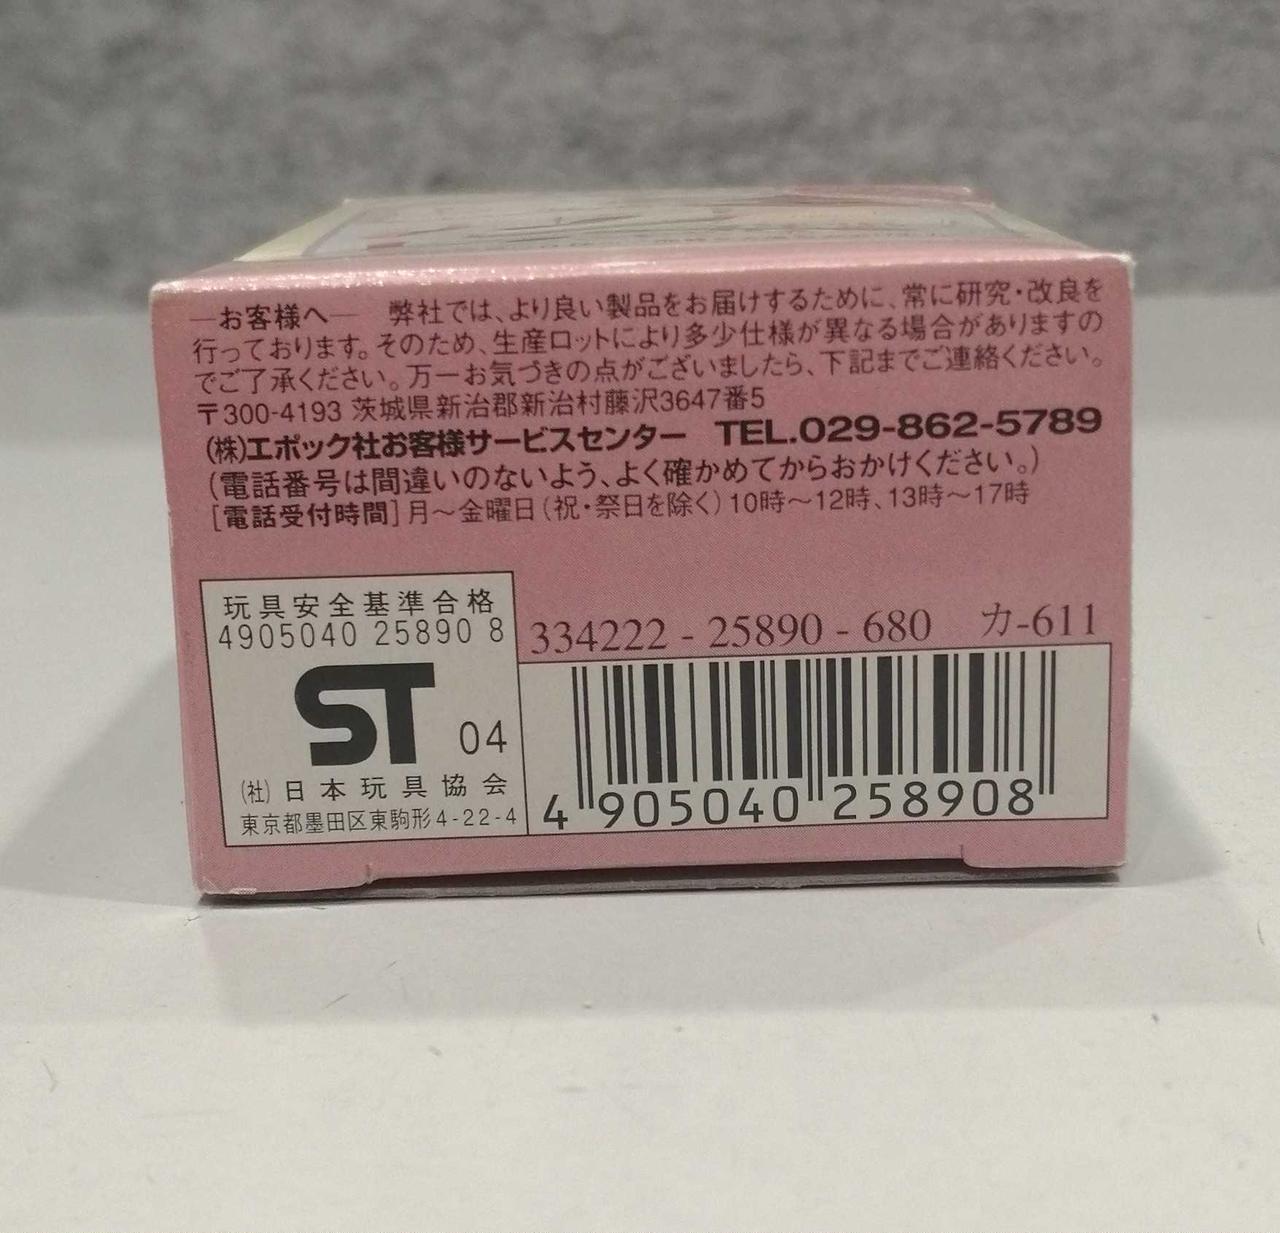 ―お客様へ― 弊社では、より良い製品をお届けするために、常に研究・改良を
行っております。そのため、生産ロットにより多少仕様が異なる場合がありますの
でご了承ください。万一お気づきの点がございましたら、下記までご連絡ください。
〒300-4193 茨城県新治郡新治村藤沢3647番5
(株)エポック社お客様サービスセンター TEL.029-862-5789
(電話番号は間違いのないよう、よく確かめてからおかけください。)
[電話受付時間] 月～金曜日(祝・祭日を除く) 10時～12時、13時～17時
玩具安全基準合格
4905040 25890 8
ST 04
(社)日本玩具協会
東京都墨田区東駒形4-22-4
334222 - 25890 - 680 カ-611
4 905040 258908